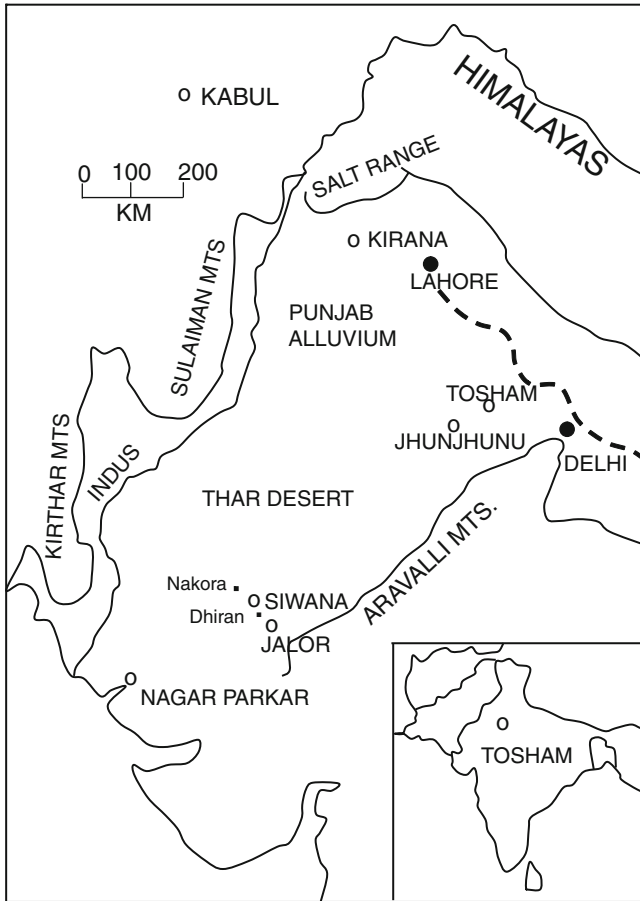 KABUL
HIMALAYAS
0 100 200
KM
SALT RANGE
KIRANA
LAHORE
SULAIMAN MTS
PUNJAB
ALLUVIUM
TOSHAM
JHUNJHUNU
DELHI
KIRTHAR MTS
INDUS
THAR DESERT
ARAVALLI MTS.
Nakora
SIWANA
Dhiran
JALOR
NAGAR PARKAR
TOSHAM